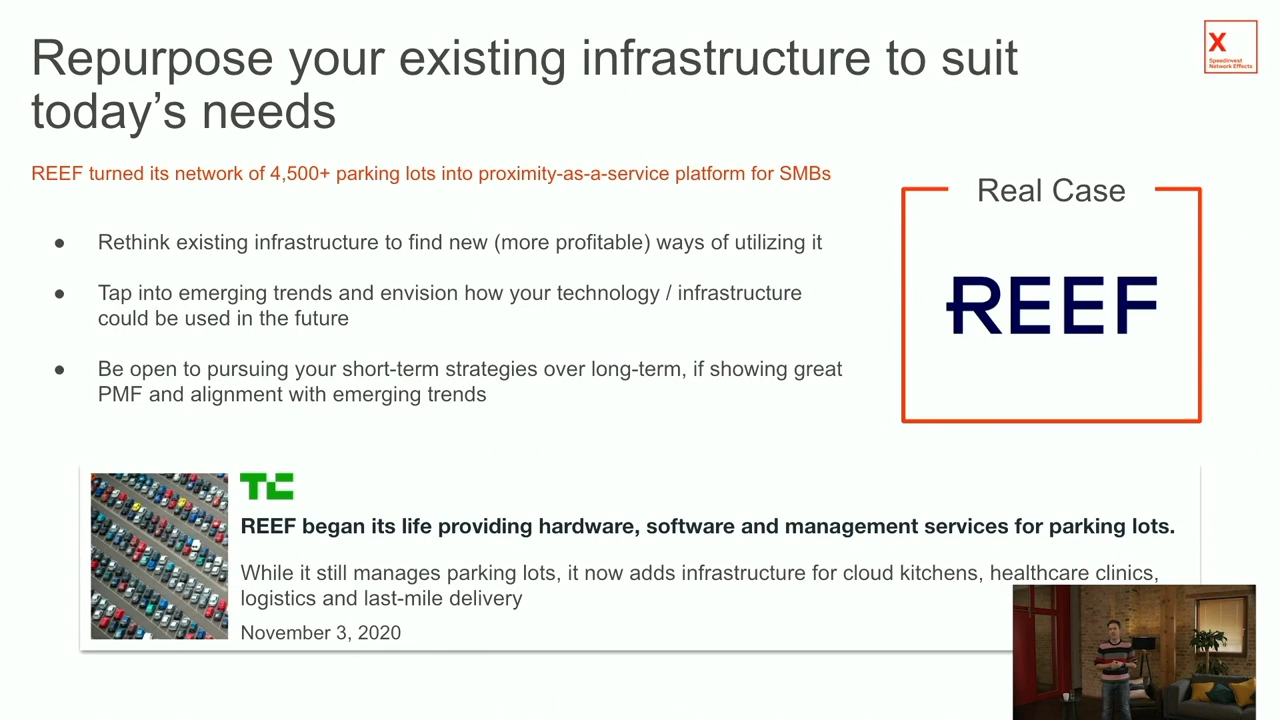 Repurpose your existing infrastructure to suit
today's needs
X
Speedinvest
Network Effects
REEF turned its network of 4,500+ parking lots into proximity-as-a-service platform for SMBs
Real Case
● Rethink existing infrastructure to find new (more profitable) ways of utilizing it
● Tap into emerging trends and envision how your technology / infrastructure
could be used in the future
● Be open to pursuing your short-term strategies over long-term, if showing great
PMF and alignment with emerging trends
REEF
TC
REEF began its life providing hardware, software and management services for parking lots.
While it still manages parking lots, it now adds infrastructure for cloud kitchens, healthcare clinics,
logistics and last-mile delivery
November 3, 2020